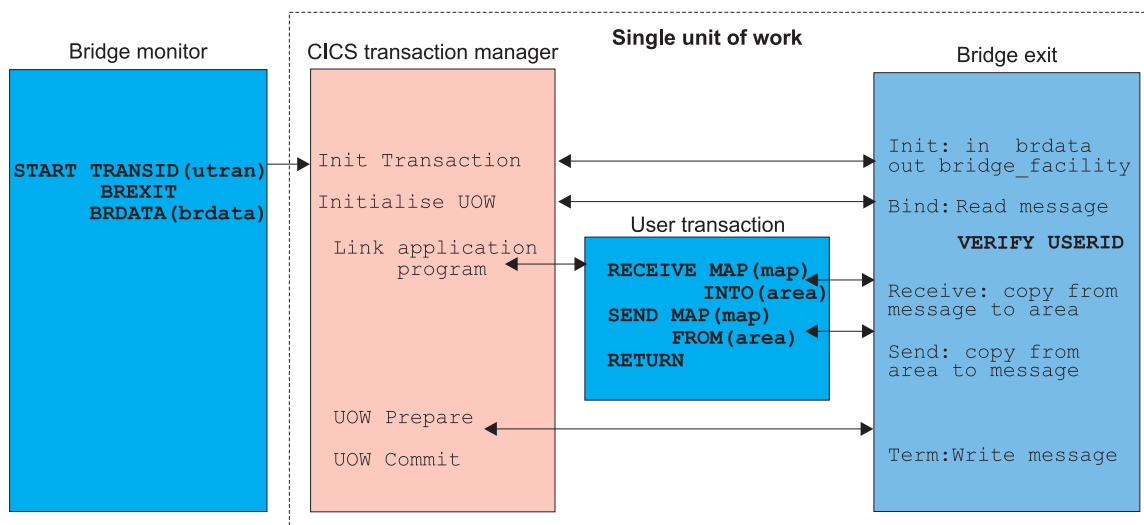 Single unit of work
Bridge monitor
CICS transaction manager
Bridge exit
START TRANSID(utran)
BREXIT
BRDATA(brdata)
Init Transaction
Initialise UOW
Link application
program
UOW Prepare
UOW Commit
User transaction
RECEIVE MAP(map)
INTO(area)
SEND MAP(map)
FROM(area)
RETURN
Init: in brdata
out bridge_facility
Bind: Read message
VERIFY USERID
Receive: copy from
message to area
Send: copy from
area to message
Term:Write message